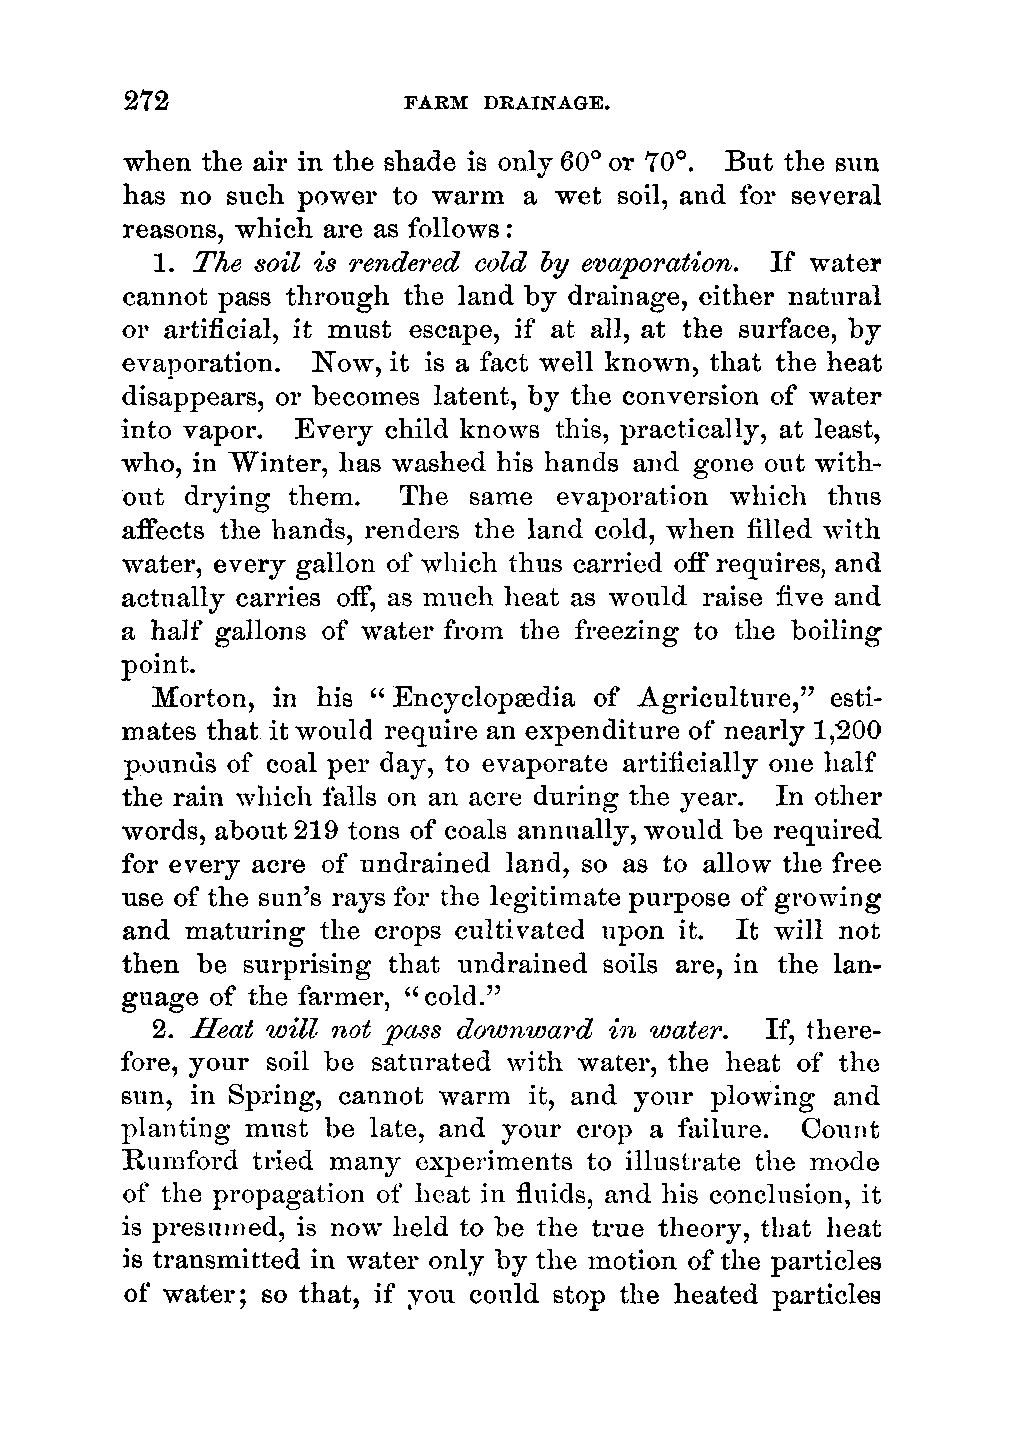 272 FARM DRAINAGE.
when the air in the shade is only 60° or 70°. But the sun
has no such power to warm a wet soil, and for several
reasons, which are as follows:
1. The soil is rendered cold by evaporation. If water
cannot pass through the land by drainage, either natural
or artificial, it must escape, if at all, at the surface, by
evaporation. Now, it is a fact well known, that the heat
disappears, or becomes latent, by the conversion of water
into vapor. Every child knows this, practically, at least,
who, in Winter, has washed his hands and gone out with-
out drying them. The same evaporation which thus
affects the hands, renders the land cold, when filled with
water, every gallon of which thus carried off requires, and
actually carries off, as much heat as would raise five and
a half gallons of water from the freezing to the boiling
point.
Morton, in his “Encyclopædia of Agriculture,” esti-
mates that it would require an expenditure of nearly 1,200
pounds of coal per day, to evaporate artificially one half
the rain which falls on an acre during the year. In other
words, about 219 tons of coals annually, would be required
for every acre of undrained land, so as to allow the free
use of the sun’s rays for the legitimate purpose of growing
and maturing the crops cultivated upon it. It will not
then be surprising that undrained soils are, in the lan-
guage of the farmer, “cold.”
2. Heat will not pass downward in water. If, there-
fore, your soil be saturated with water, the heat of the
sun, in Spring, cannot warm it, and your plowing and
planting must be late, and your crop a failure. Count
Rumford tried many experiments to illustrate the mode
of the propagation of heat in fluids, and his conclusion, it
is presumed, is now held to be the true theory, that heat
is transmitted in water only by the motion of the particles
of water; so that, if you could stop the heated particles